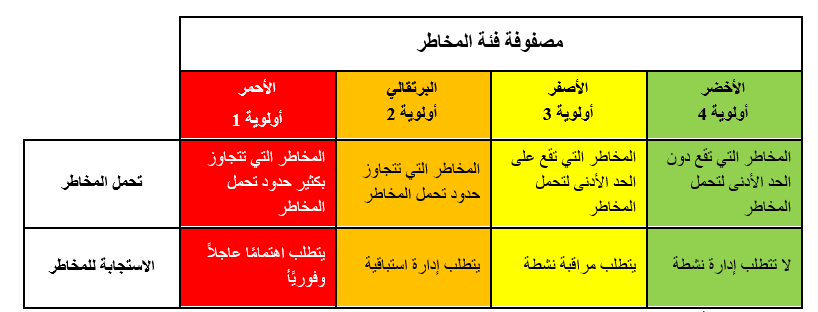 مصفوفة فئة المخاطر
الأخضر
أولوية 4
الأصفر
أولوية 3
البرتقالي
أولوية 2
الأحمر
أولوية 1
المخاطر التي تقع دون
الحد الأدنى لتحمل
المخاطر
المخاطر التي تقع على
الحد الأدنى لتحمل
المخاطر
المخاطر التي تتجاوز
حدود تحمل المخاطر
المخاطر التي تتجاوز
بكثير حدود تحمل
المخاطر
تحمل المخاطر
لا تتطلب إدارة نشطة
يتطلب مراقبة نشطة
يتطلب إدارة استباقية
يتطلب اهتمامًا عاجلاً
وفوريًا
الاستجابة للمخاطر